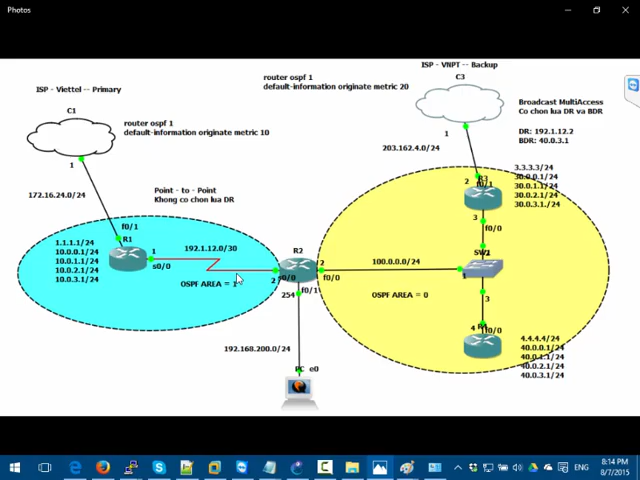 Photos
ISP - Viettel -- Primary
C1
1
router ospf 1
default-information originate metric 10
router ospf 1
default-information originate metric 20
ISP - VNPT -- Backup
C3
1
203.162.4.0/24
Broadcast MultiAccess
Co chon lua DR va BDR
DR: 192.1.12.2
BDR: 40.0.3.1
172.16.24.0/24
Point - to - Point
Khong co chon lua DR
2
R3
f0/1
3.3.3.3/24
30.0.0.1/24
30.0.1.1/24
30.0.2.1/24
30.0.3.1/24
3
f0/0
f0/1
R1
1
s0/0
1.1.1.1/24
10.0.0.1/24
10.0.1.1/24
10.0.2.1/24
10.0.3.1/24
192.1.12.0/30
OSPF AREA = 1
R2
2
s0/0
2
f0/0
254
f0/1
100.0.0.0/24
OSPF AREA = 0
1
3
4
f0/0
4.4.4.4/24
40.0.0.1/24
40.0.1.1/24
40.0.2.1/24
40.0.3.1/24
192.168.200.0/24
PC
e0
ENG
8:14 PM
8/7/2015